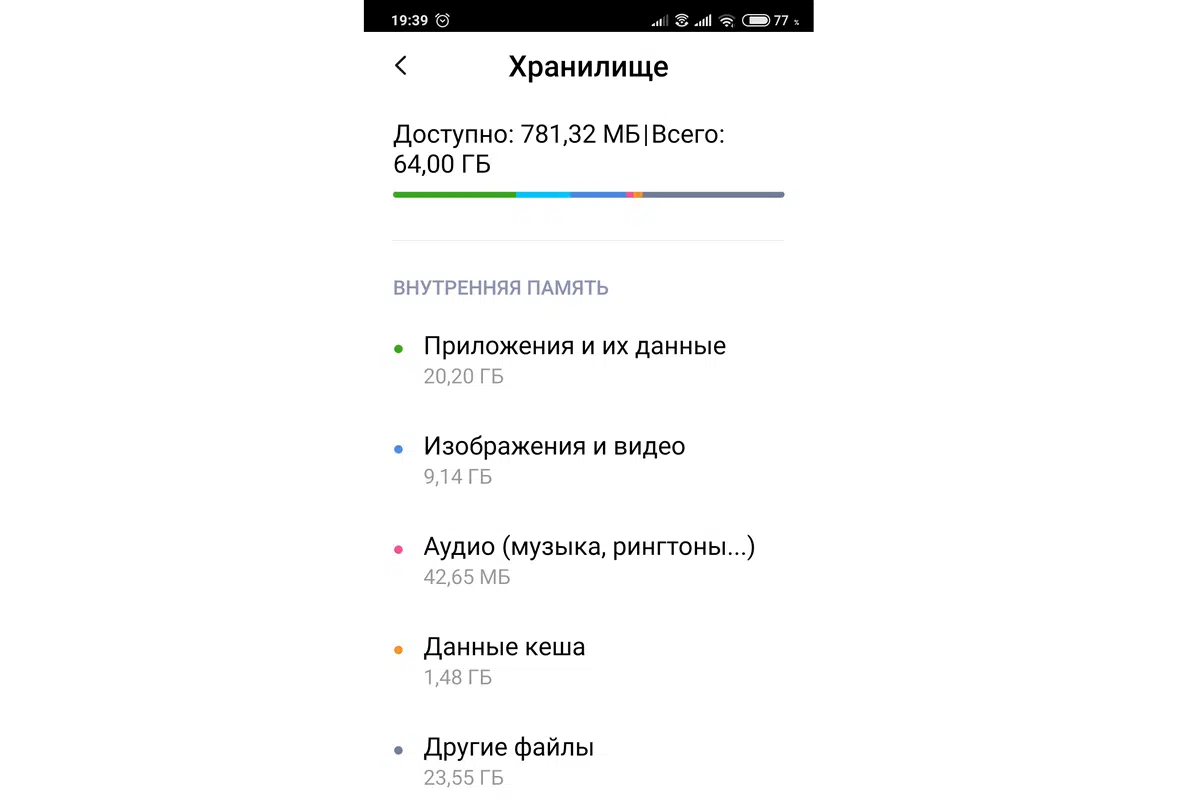 19:39 77 %
Хранилище
Доступно: 781,32 МБ|Всего:
64,00 ГБ
ВНУТРЕННЯЯ ПАМЯТЬ
Приложения и их данные
20,20 ГБ
Изображения и видео
9,14 ГБ
Аудио (музыка, рингтоны...)
42,65 МБ
Данные кеша
1,48 ГБ
Другие файлы
23,55 ГБ